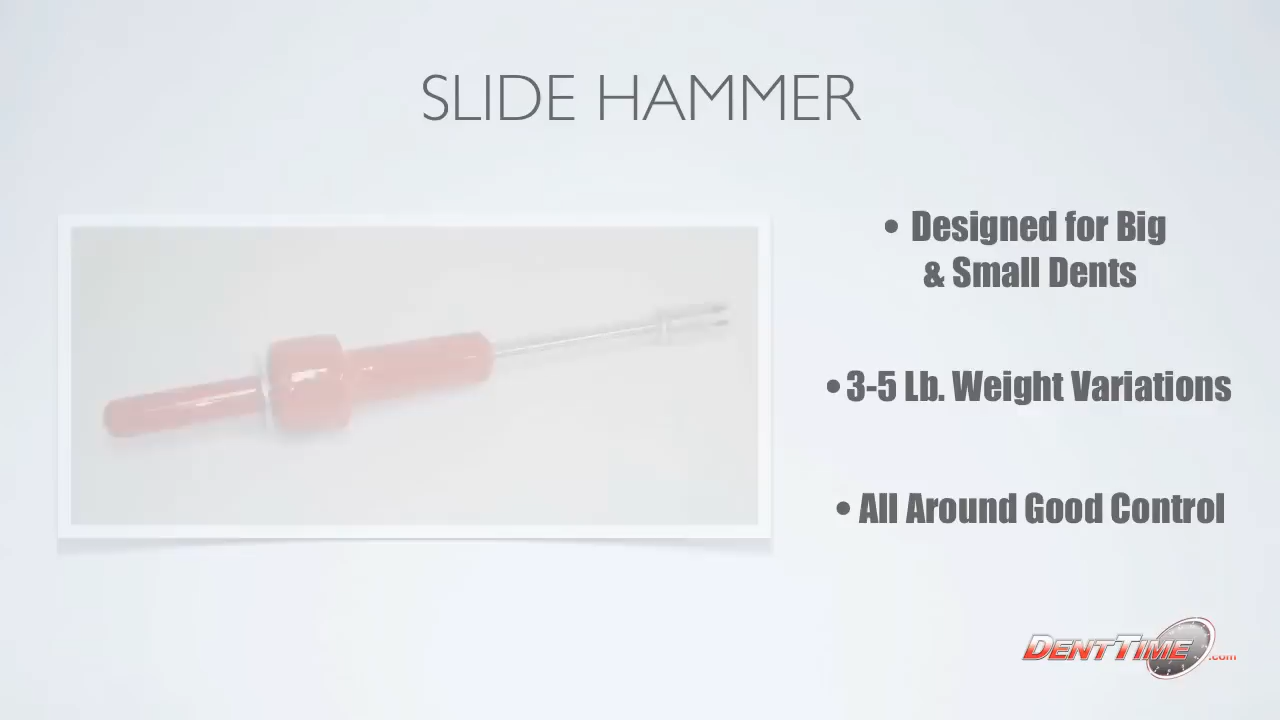 SLIDE HAMMER
• Designed for Big
& Small Dents
• 3-5 Lb. Weight Variations
• All Around Good Control
DENTTIME.com